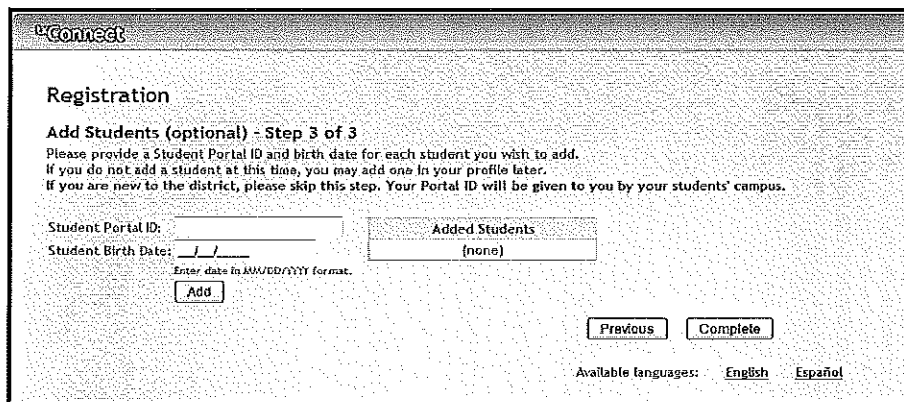 txConnect
Registration
Add Students (optional) - Step 3 of 3
Please provide a Student Portal ID and birth date for each student you wish to add.
If you do not add a student at this time, you may add one in your profile later.
If you are new to the district, please skip this step. Your Portal ID will be given to you by your students' campus.
Student Portal ID:
Added Students
Student Birth Date: __/__/____
(none)
Enter date in MM/DD/YYYY format.
Add
Previous Complete
Available languages: English Español